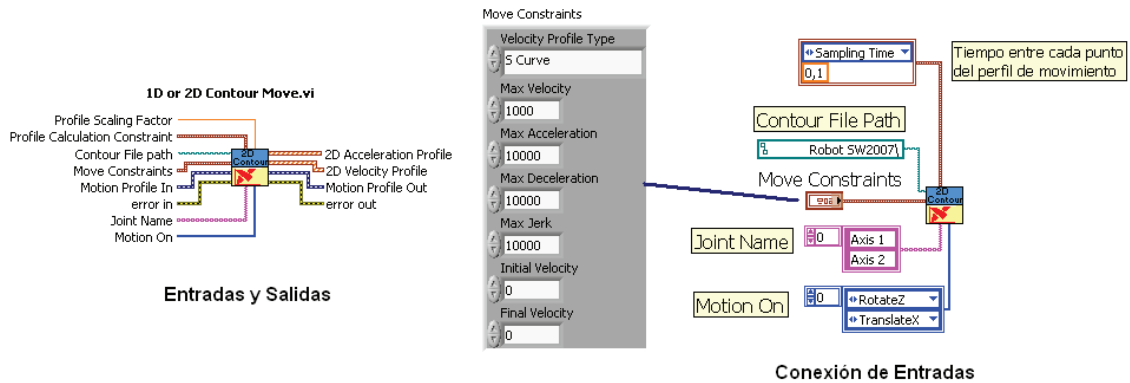 1D or 2D Contour Move.vi
Profile Scaling Factor
Profile Calculation Constraint
Contour File path
Move Constraints
Motion Profile In
error in
Joint Name
Motion On
2D
Contour
2D Acceleration Profile
2D Velocity Profile
Motion Profile Out
error out
Entradas y Salidas
Move Constraints
Velocity Profile Type
S Curve
Max Velocity
1000
Max Acceleration
10000
Max Deceleration
10000
Max Jerk
10000
Initial Velocity
0
Final Velocity
0
Sampling Time
0,1
Tiempo entre cada punto
del perfil de movimiento
Contour File Path
Robot SW2007\
Move Constraints
2D
Contour
Joint Name
0
Axis 1
Axis 2
Motion On
0
RotateZ
TranslateX
Conexión de Entradas